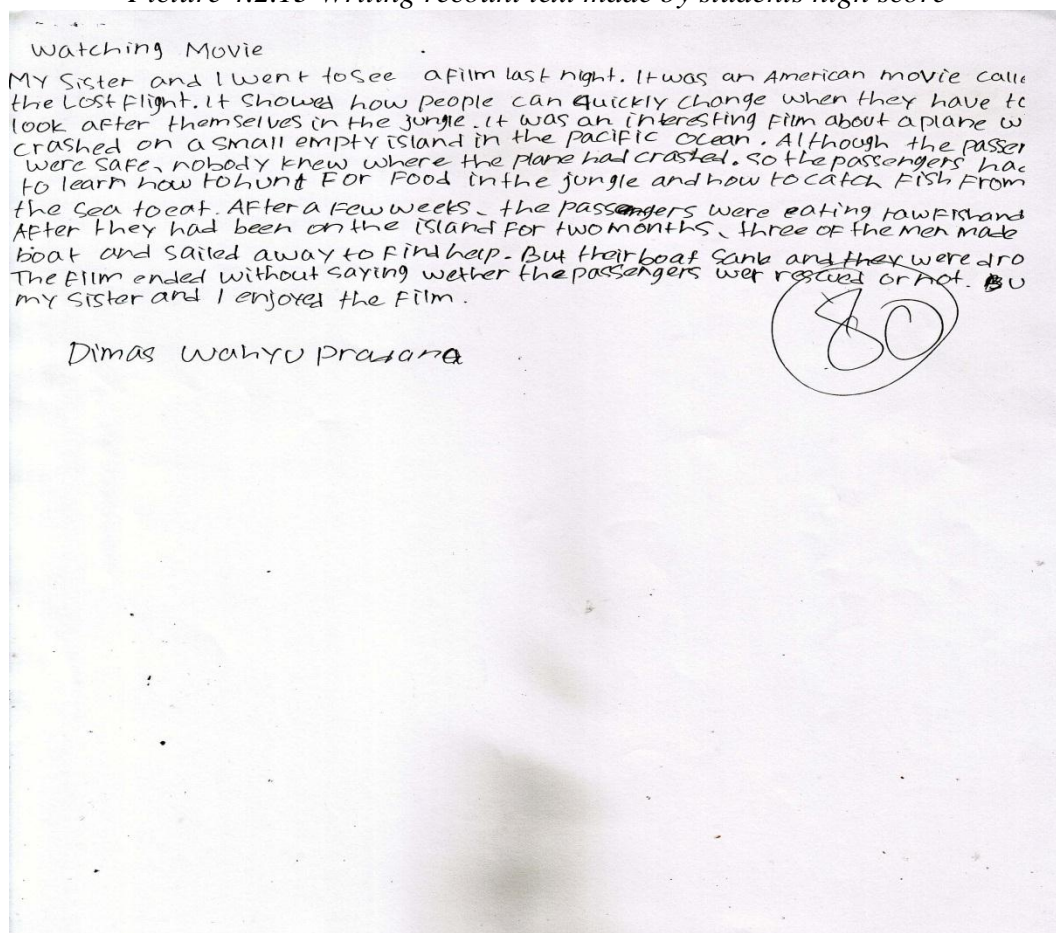 Picture 4.2.13 Writing recount text made by students high score
Watching Movie
My Sister and I went to see a film last night. It was an American movie calle
the Lost Flight. It showed how people can quickly change when they have to
look after themselves in the jungle. It was an interesting film about a plane w
crashed on a small empty island in the pacific ocean. Although the passen
were safe, nobody knew where the plane had crashed. So the passengers had
to learn how to hunt For Food in the jungle and how to catch Fish From
the sea to eat. After a Few weeks, the passengers were eating raw Fish and
After they had been on the island For two months, three of the men made
boat and sailed away to Find help. But their boat sank and they were dro
The Film ended without saying wether the passengers wer rescued or not. Bu
my sister and I enjoyed the Film.
80
Dimas Wahyu